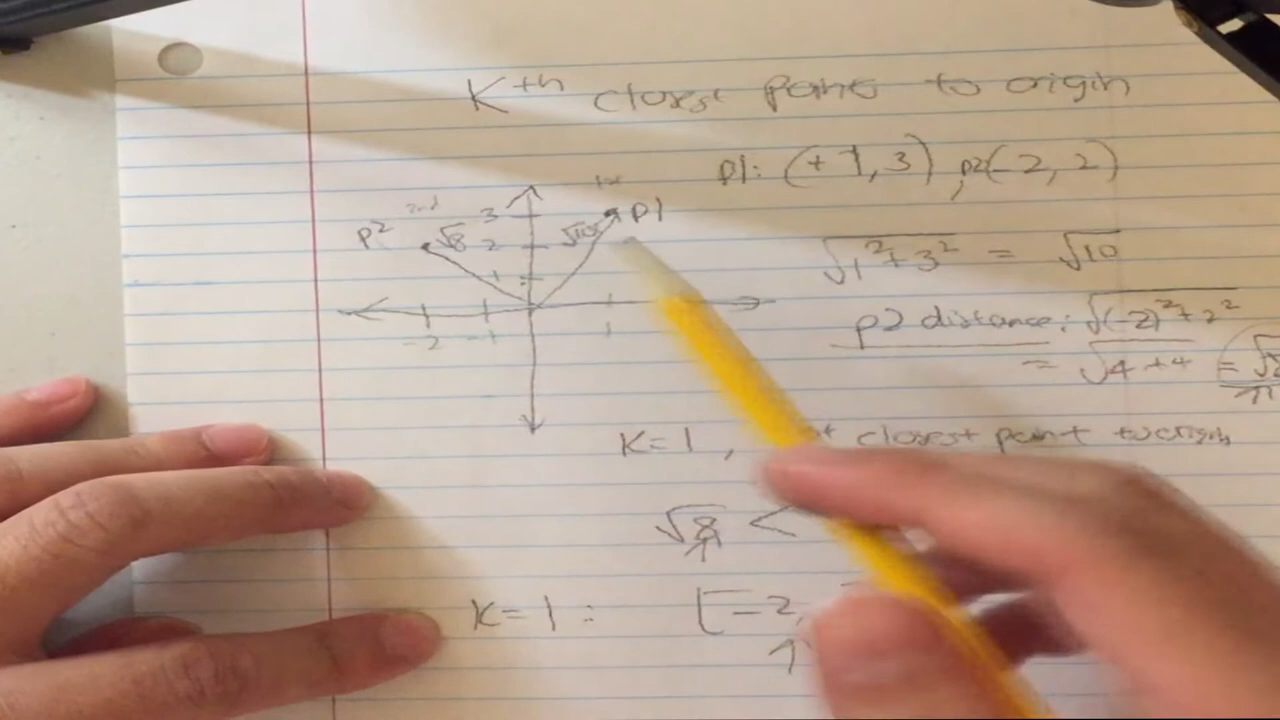 Kth closest point to origin
p1: (+1, 3), p2(-2, 2)
p2 2nd √8 3 2 1 √10 p1
-2 -1 1
√1²+3² = √10
p2 distance: √(-2)²+2²
= √4+4 = √8
K=1, closest point to origin
√8 <
K=1: [-2,